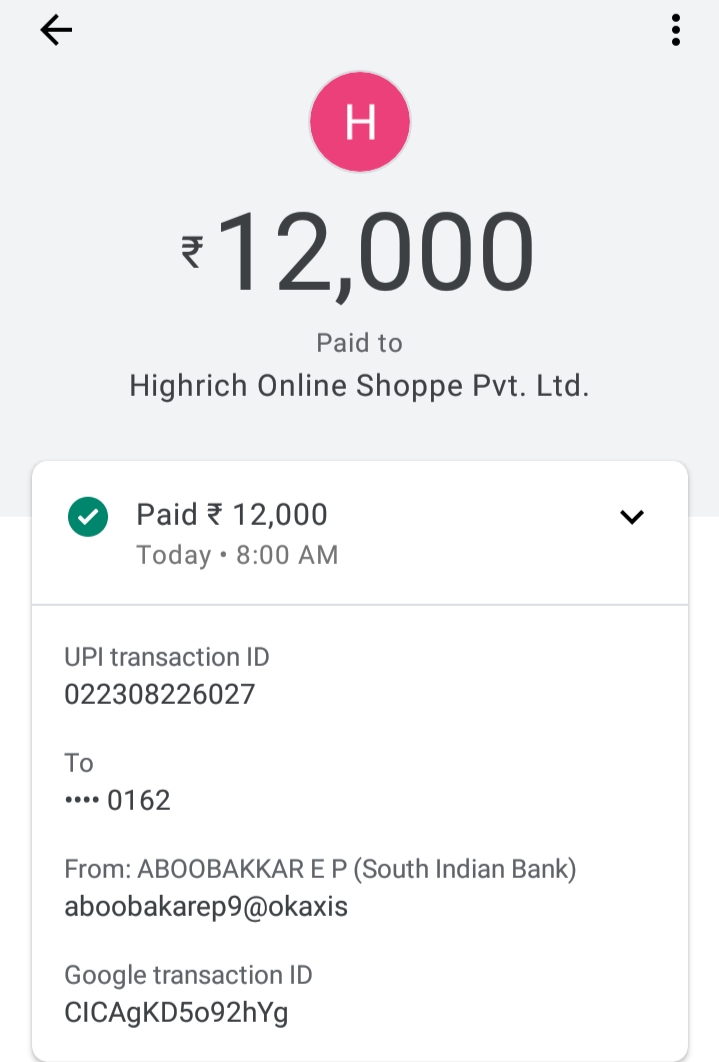 H
₹12,000
Paid to
Highrich Online Shoppe Pvt. Ltd.
Paid ₹ 12,000
Today • 8:00 AM
UPI transaction ID
022308226027
To
•••• 0162
From: ABOOBAKKAR E P (South Indian Bank)
aboobakarep9@okaxis
Google transaction ID
CICAgKD5o92hYg